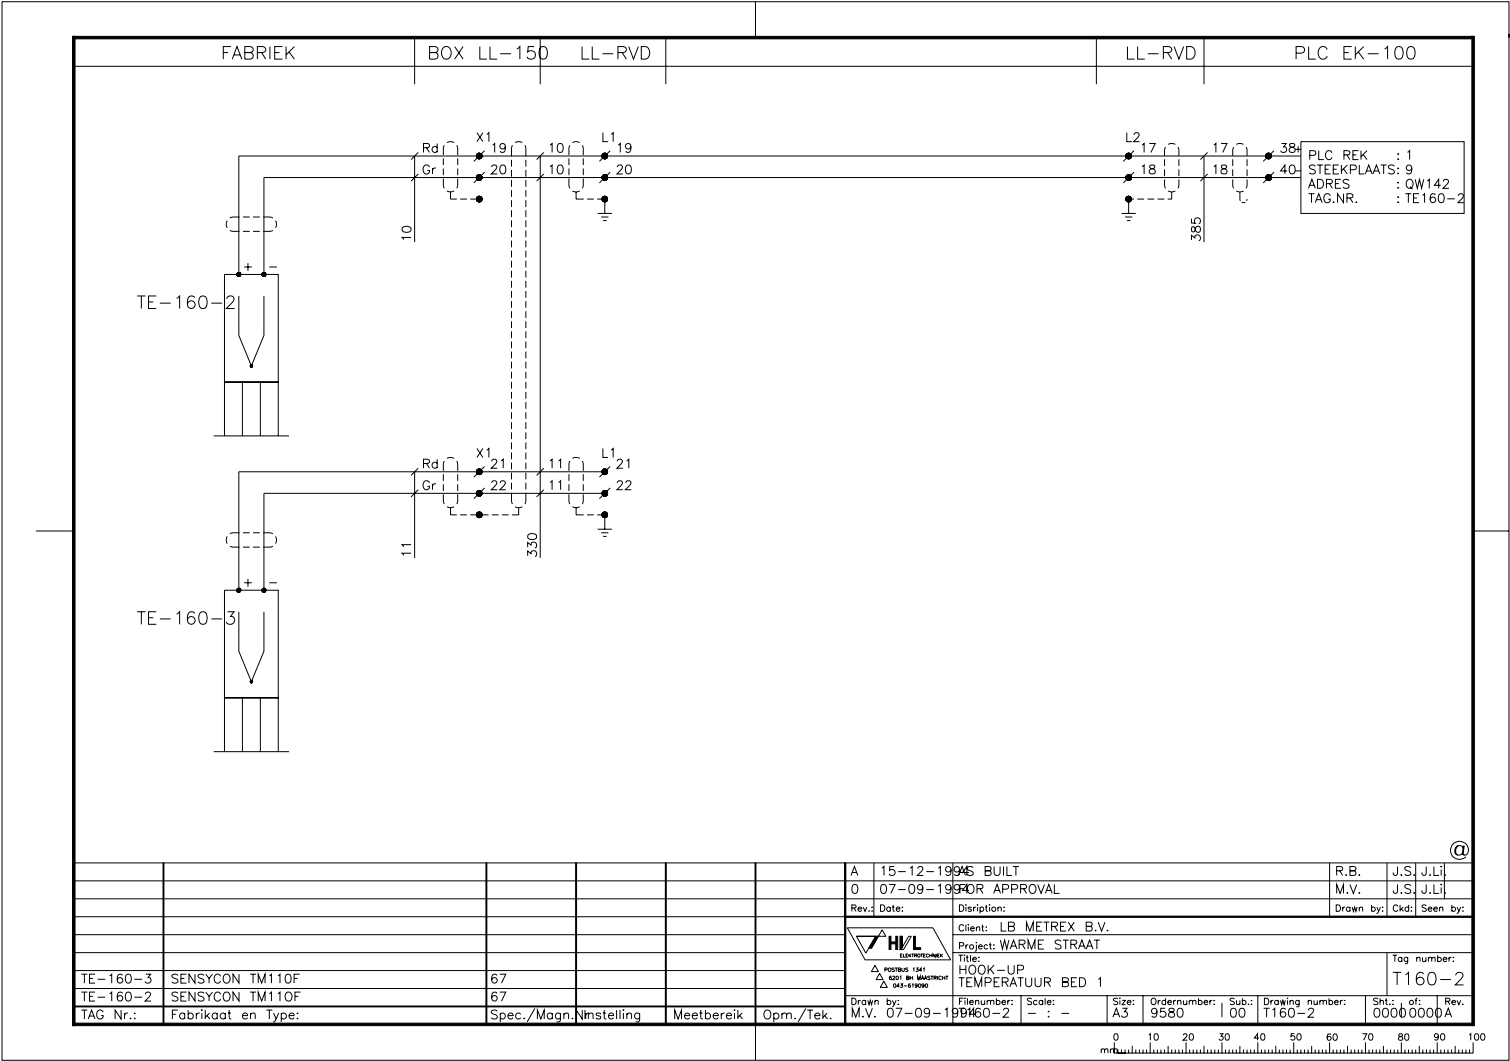 FABRIEK BOX LL-150 LL-RVD LL-RVD PLC EK-100
X1 L1 L2
Rd 19 10 19 17 17 38+
Gr 20 10 20 18 18 40-
PLC REK : 1
STEEKPLAATS: 9
ADRES : QW142
TAG.NR. : TE160-2
10 385
+ -
TE-160-2
X1 L1
Rd 21 11 21
Gr 22 11 22
11 330
+ -
TE-160-3
@
A 15-12-1994 AS BUILT R.B. J.S. J.Li.
0 07-09-1994 FOR APPROVAL M.V. J.S. J.Li.
Rev.: Date: Disription: Drawn by: Ckd: Seen by:
HVL
ELEKTROTECHNIEK
POSTBUS 1341
6201 BH MAASTRICHT
043-619090
Client: LB METREX B.V.
Project: WARME STRAAT
Title:
HOOK-UP
TEMPERATUUR BED 1
Tag number:
T160-2
TE-160-3 SENSYCON TM110F 67
TE-160-2 SENSYCON TM110F 67
TAG Nr.: Fabrikaat en Type: Spec./Magn.Nr. Instelling Meetbereik Opm./Tek.
Drawn by: Filenumber: Scale: Size: Ordernumber: Sub.: Drawing number: Sht.: of: Rev.
M.V. 07-09-1994 T160-2 - : - A3 9580 00 T160-2 0000 0000 A
0 10 20 30 40 50 60 70 80 90 100
mm